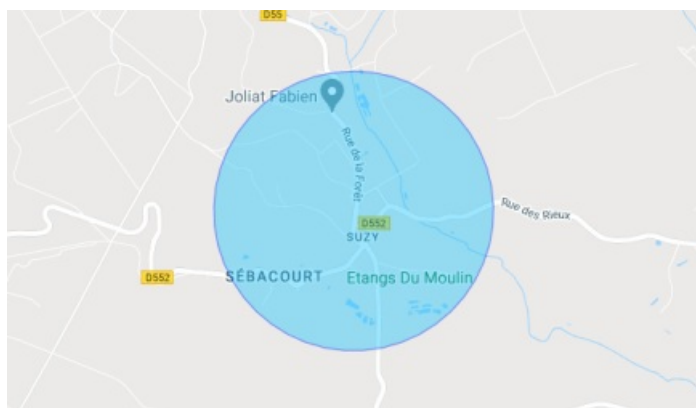 D55
Joliat Fabien
Rue de la Forêt
Rue des Rieux
D552
SUZY
D552
SÉBACOURT
Etangs Du Moulin